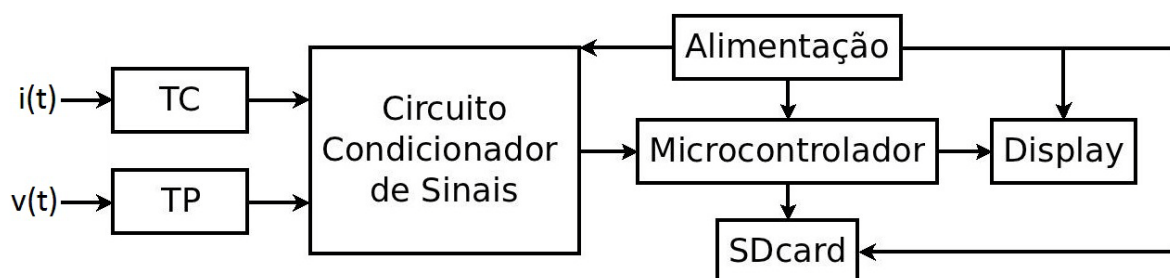 Alimentação
i(t)
TC
Circuito
Condicionador
de Sinais
Microcontrolador
Display
v(t)
TP
SDcard